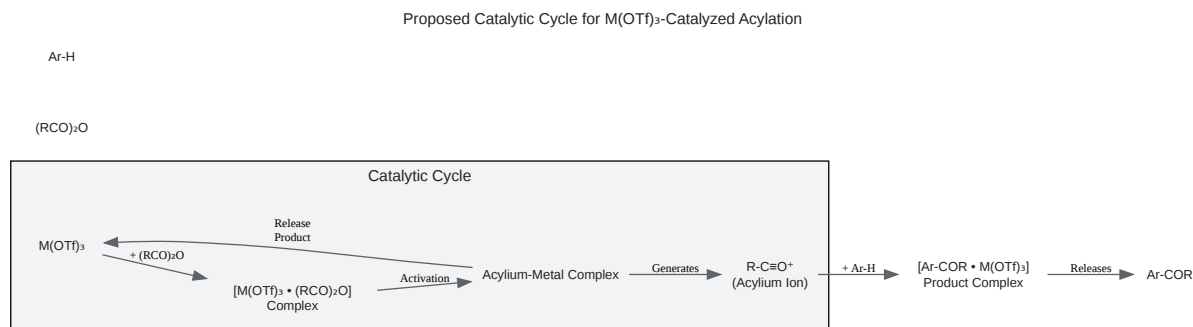 Proposed Catalytic Cycle for M(OTf)₃-Catalyzed Acylation
Ar-H
(RCO)₂O
Catalytic Cycle
Release
Product
M(OTf)₃
+ (RCO)₂O
[M(OTf)₃ • (RCO)₂O]
Complex
Activation
Acylium-Metal Complex
Generates
R-C≡O⁺
(Acylium Ion)
+ Ar-H
[Ar-COR • M(OTf)₃]
Product Complex
Releases
Ar-COR